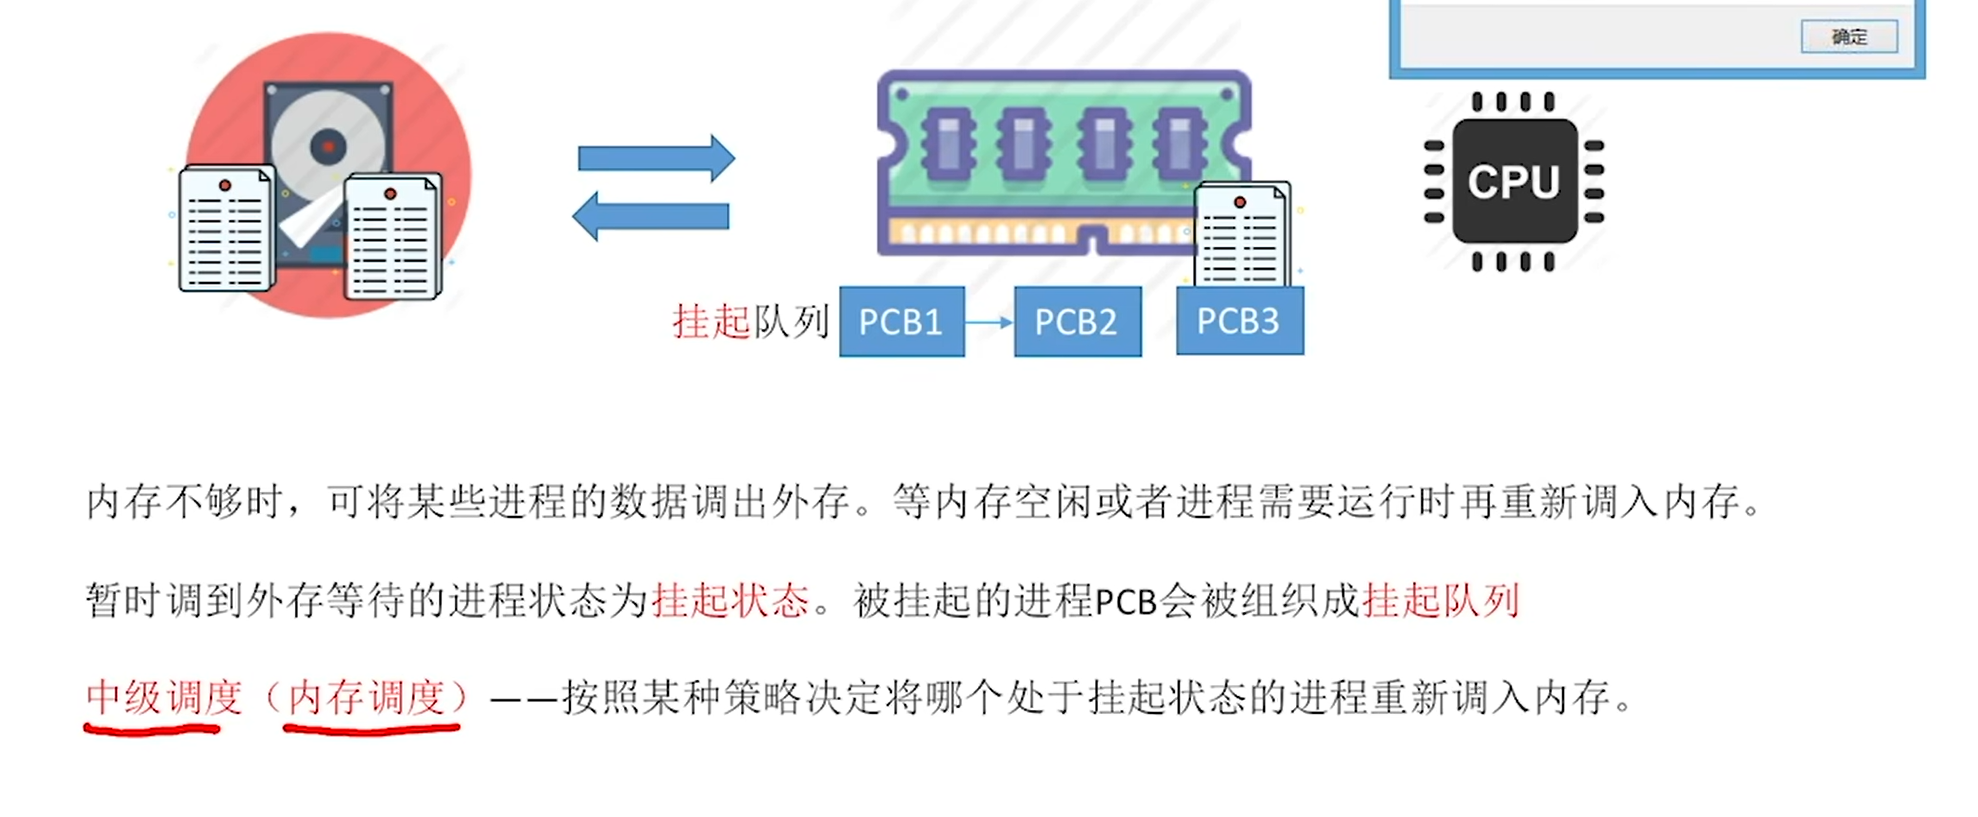 确定
CPU
挂起队列 PCB1 PCB2 PCB3
内存不够时，可将某些进程的数据调出外存。等内存空闲或者进程需要运行时再重新调入内存。
暂时调到外存等待的进程状态为挂起状态。被挂起的进程PCB会被组织成挂起队列
中级调度（内存调度）——按照某种策略决定将哪个处于挂起状态的进程重新调入内存。